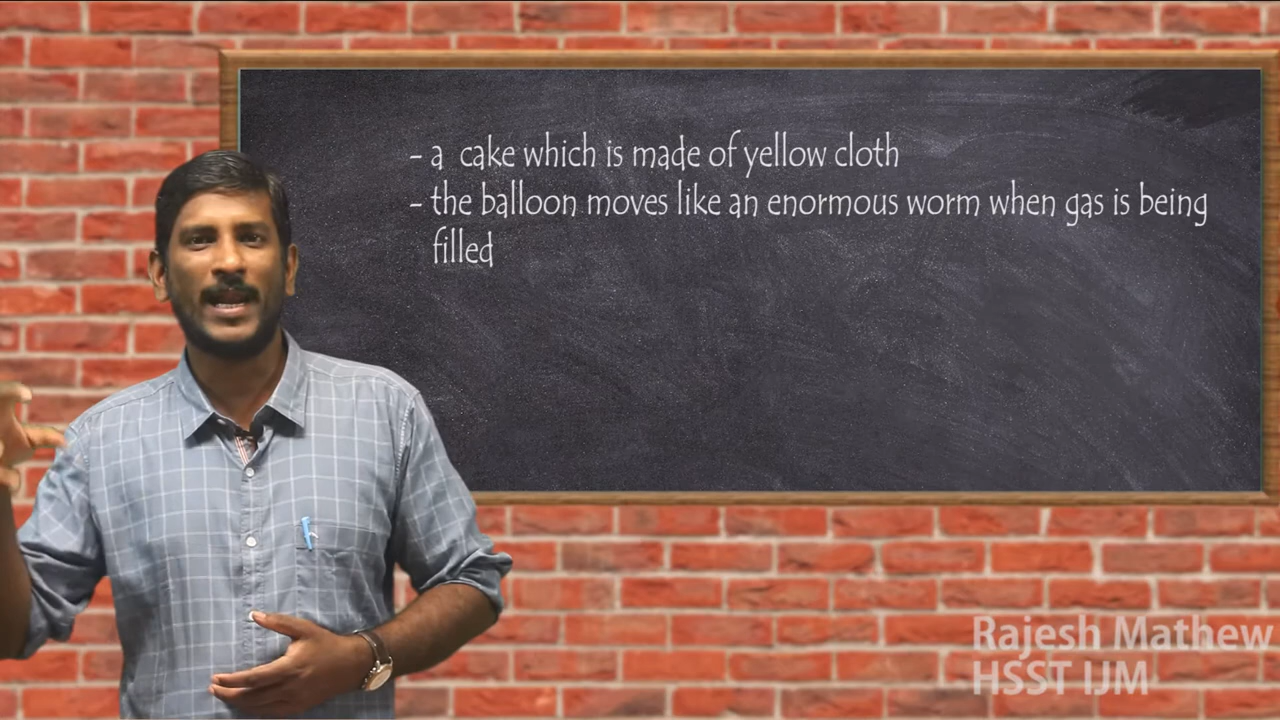 - a cake which is made of yellow cloth
- the balloon moves like an enormous worm when gas is being
filled
Rajesh Mathew
HSST IJM